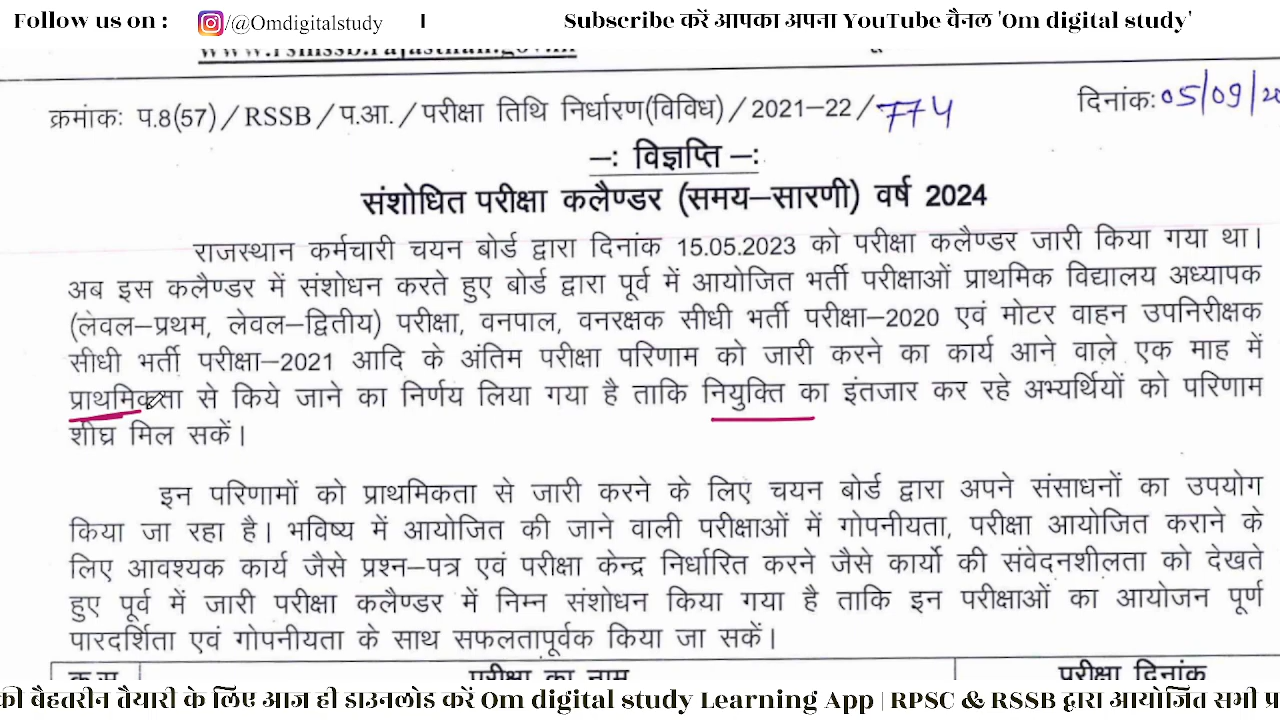 Follow us on : /@Omdigitalstudy I Subscribe करें आपका अपना YouTube चैनल 'Om digital study'
www.rsmssb.rajasthan.gov.in
क्रमांकः प.8(57)/RSSB/प.आ./परीक्षा तिथि निर्धारण(विविध)/2021–22/774 दिनांकः05/09/20
–: विज्ञप्ति –:
संशोधित परीक्षा कलैण्डर (समय–सारणी) वर्ष 2024
राजस्थान कर्मचारी चयन बोर्ड द्वारा दिनांक 15.05.2023 को परीक्षा कलैण्डर जारी किया गया था।
अब इस कलैण्डर में संशोधन करते हुए बोर्ड द्वारा पूर्व में आयोजित भर्ती परीक्षाओं प्राथमिक विद्यालय अध्यापक
(लेवल–प्रथम, लेवल–द्वितीय) परीक्षा, वनपाल, वनरक्षक सीधी भर्ती परीक्षा–2020 एवं मोटर वाहन उपनिरीक्षक
सीधी भर्ती परीक्षा–2021 आदि के अंतिम परीक्षा परिणाम को जारी करने का कार्य आने वाले एक माह में
प्राथमिकता से किये जाने का निर्णय लिया गया है ताकि नियुक्ति का इंतजार कर रहे अभ्यर्थियों को परिणाम
शीघ्र मिल सकें।
इन परिणामों को प्राथमिकता से जारी करने के लिए चयन बोर्ड द्वारा अपने संसाधनों का उपयोग
किया जा रहा है। भविष्य में आयोजित की जाने वाली परीक्षाओं में गोपनीयता, परीक्षा आयोजित कराने के
लिए आवश्यक कार्य जैसे प्रश्न–पत्र एवं परीक्षा केन्द्र निर्धारित करने जैसे कार्यो की संवेदनशीलता को देखते
हुए पूर्व में जारी परीक्षा कलैण्डर में निम्न संशोधन किया गया है ताकि इन परीक्षाओं का आयोजन पूर्ण
पारदर्शिता एवं गोपनीयता के साथ सफलतापूर्वक किया जा सकें।
क्र.स. परीक्षा का नाम परीक्षा दिनांक
की बेहतरीन तैयारी के लिए आज ही डाउनलोड करें Om digital study Learning App | RPSC & RSSB द्वारा आयोजित सभी प्र